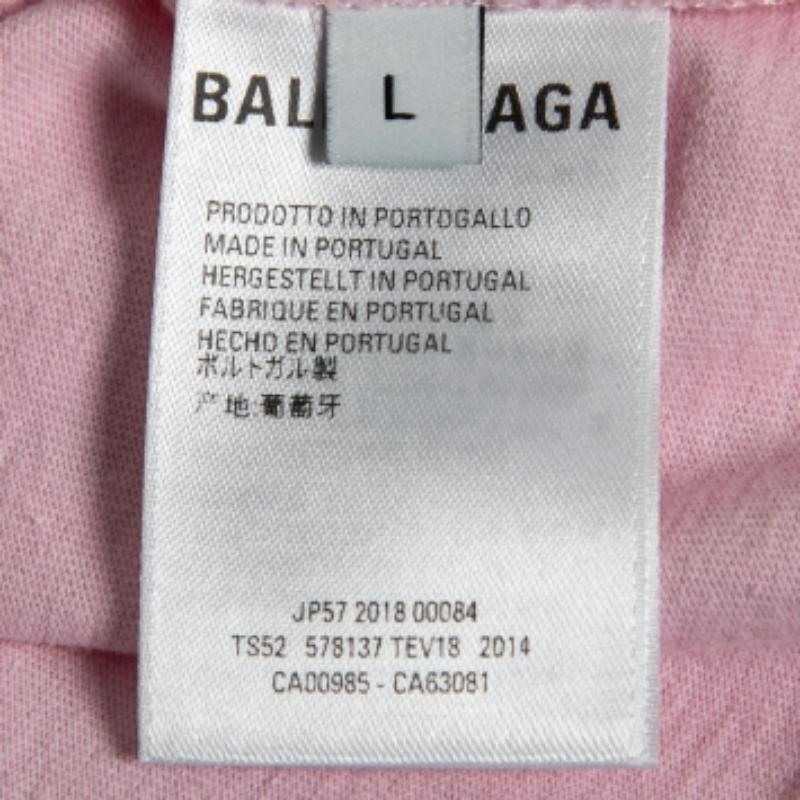 BAL L AGA
PRODOTTO IN PORTOGALLO
MADE IN PORTUGAL
HERGESTELLT IN PORTUGAL
FABRIQUE EN PORTUGAL
HECHO EN PORTUGAL
ポルトガル製
产地:葡萄牙
JP57 2018 00084
TS52 578137 TEV18 2014
CA00985 - CA63081